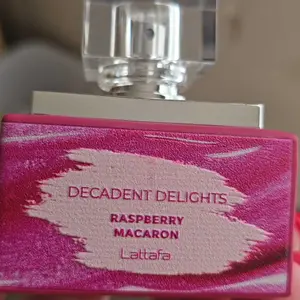 DECADENT DELIGHTS
RASPBERRY
MACARON
Lattafa